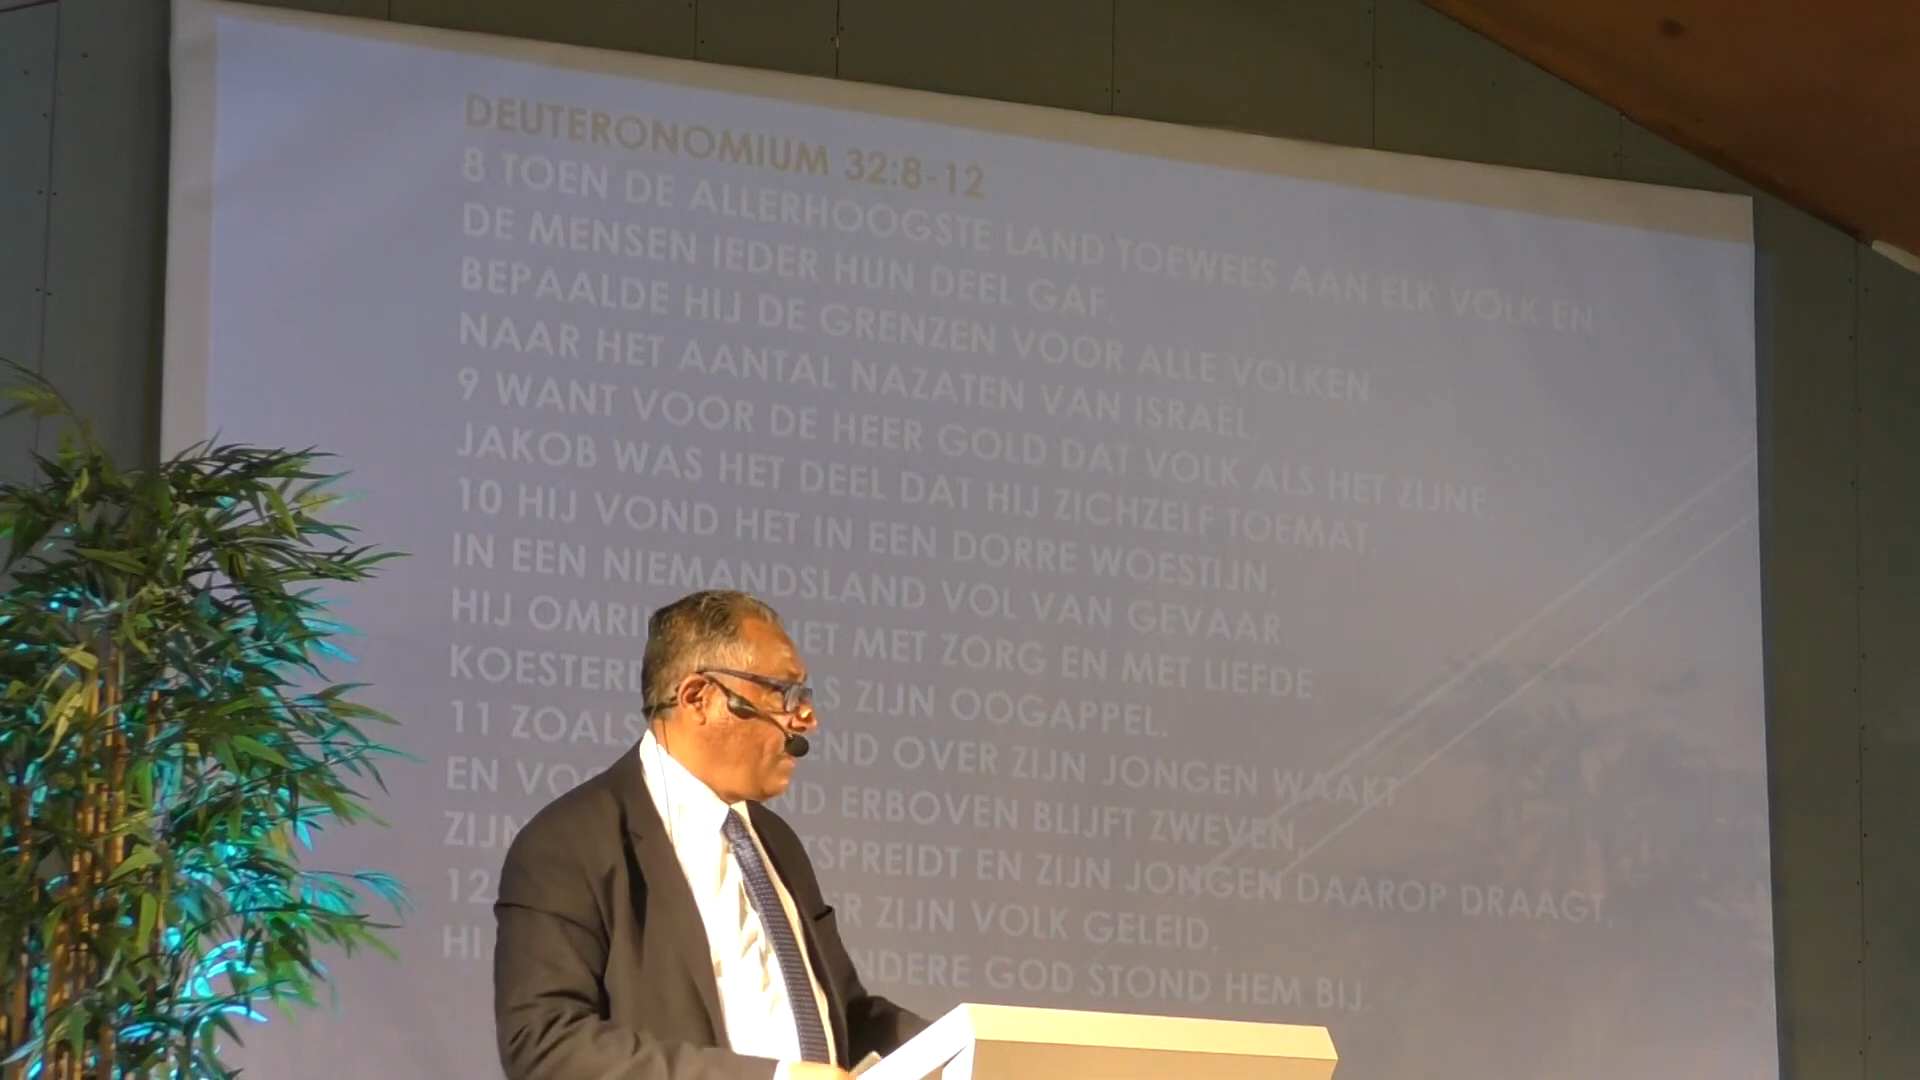 DEUTERONOMIUM 32:8-12
8 TOEN DE ALLERHOOGSTE LAND TOEWEES AAN ELK VOLK EN
DE MENSEN IEDER HUN DEEL GAF,
BEPAALDE HIJ DE GRENZEN VOOR ALLE VOLKEN
NAAR HET AANTAL NAZATEN VAN ISRAËL,
9 WANT VOOR DE HEER GOLD DAT VOLK ALS HET ZIJNE,
JAKOB WAS HET DEEL DAT HIJ ZICHZELF TOEMAT.
10 HIJ VOND HET IN EEN DORRE WOESTIJN,
IN EEN NIEMANDSLAND VOL VAN GEVAAR.
HIJ HET MET ZORG EN MET LIEFDE,
ZIJN OOGAPPEL.
11 ZOALS OVER ZIJN JONGEN WAAKT
EN ERBOVEN BLIJFT ZWEVEN,
EN ZIJN JONGEN DAAROP DRAAGT,
12 ZIJN VOLK GELEID,
GOD STOND HEM BIJ.